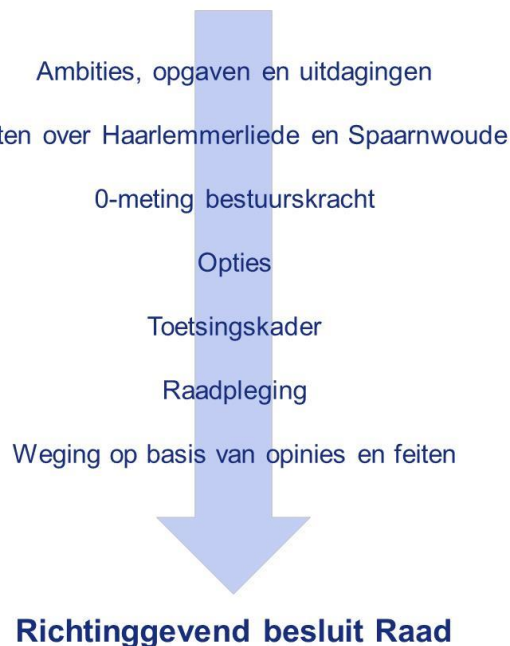 Ambities, opgaven en uitdagingen
over Haarlemmerliede en Spaarnwoude
0-meting bestuurskracht
Opties
Toetsingskader
Raadpleging
Weging op basis van opinies en feiten
Richtinggevend besluit Raad